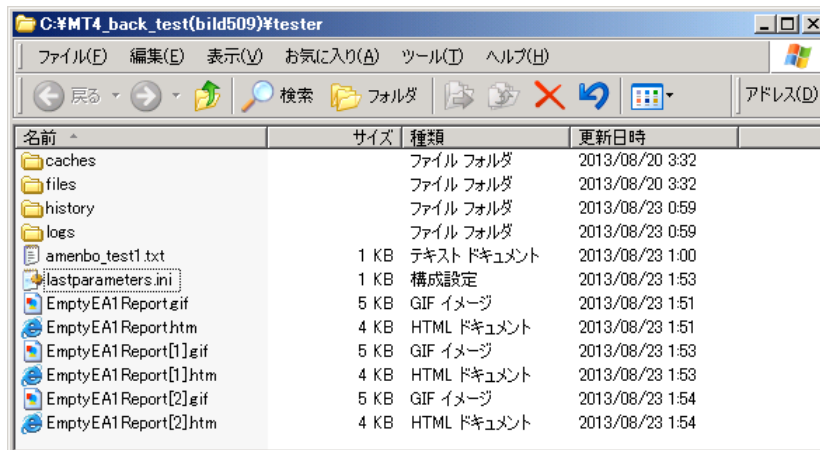 C:¥MT4_back_test(bild509)¥tester
ファイル(F) 編集(E) 表示(V) お気に入り(A) ツール(T) ヘルプ(H)
戻る 検索 フォルダ アドレス(D)
名前 サイズ 種類 更新日時
caches ファイル フォルダ 2013/08/20 3:32
files ファイル フォルダ 2013/08/20 3:32
history ファイル フォルダ 2013/08/23 0:59
logs ファイル フォルダ 2013/08/23 0:59
amenbo_test1.txt 1 KB テキスト ドキュメント 2013/08/23 1:00
lastparameters.ini 1 KB 構成設定 2013/08/23 1:53
EmptyEA1Report.gif 5 KB GIF イメージ 2013/08/23 1:51
EmptyEA1Report.htm 4 KB HTML ドキュメント 2013/08/23 1:51
EmptyEA1Report[1].gif 5 KB GIF イメージ 2013/08/23 1:53
EmptyEA1Report[1].htm 4 KB HTML ドキュメント 2013/08/23 1:53
EmptyEA1Report[2].gif 5 KB GIF イメージ 2013/08/23 1:54
EmptyEA1Report[2].htm 4 KB HTML ドキュメント 2013/08/23 1:54